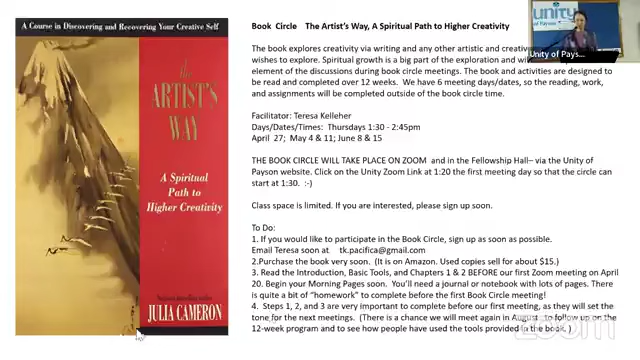 A Course in Discovering and Recovering Your Creative Self
the
ARTIST'S
WAY
A Spiritual
Path to
Higher Creativity
JULIA CAMERON
Book Circle The Artist's Way, A Spiritual Path to Higher Creativity
The book explores creativity via writing and any other artistic and creative
wishes to explore. Spiritual growth is a big part of the exploration and wi
element of the discussions during book circle meetings. The book and activities are designed to
be read and completed over 12 weeks. We have 6 meeting days/dates, so the reading, work,
and assignments will be completed outside of the book circle time.
Facilitator: Teresa Kelleher
Days/Dates/Times: Thursdays 1:30 - 2:45pm
April 27; May 4 & 11; June 8 & 15
THE BOOK CIRCLE WILL TAKE PLACE ON ZOOM and in the Fellowship Hall– via the Unity of
Payson website. Click on the Unity Zoom Link at 1:20 the first meeting day so that the circle can
start at 1:30. :-)
Class space is limited. If you are interested, please sign up soon.
To Do:
1. If you would like to participate in the Book Circle, sign up as soon as possible.
Email Teresa soon at tk.pacifica@gmail.com
2.Purchase the book very soon. (It is on Amazon. Used copies sell for about $15.)
3. Read the Introduction, Basic Tools, and Chapters 1 & 2 BEFORE our first Zoom meeting on April
20. Begin your Morning Pages soon. You'll need a journal or notebook with lots of pages. There
is quite a bit of "homework" to complete before the first Book Circle meeting!
4. Steps 1, 2, and 3 are very important to complete before our first meeting, as they will set the
tone for the next meetings. (There is a chance we will meet again in August to follow up on the
12-week program and to see how people have used the tools provided in the book. )
unity
of Payson
Unity of Pays...
zoom